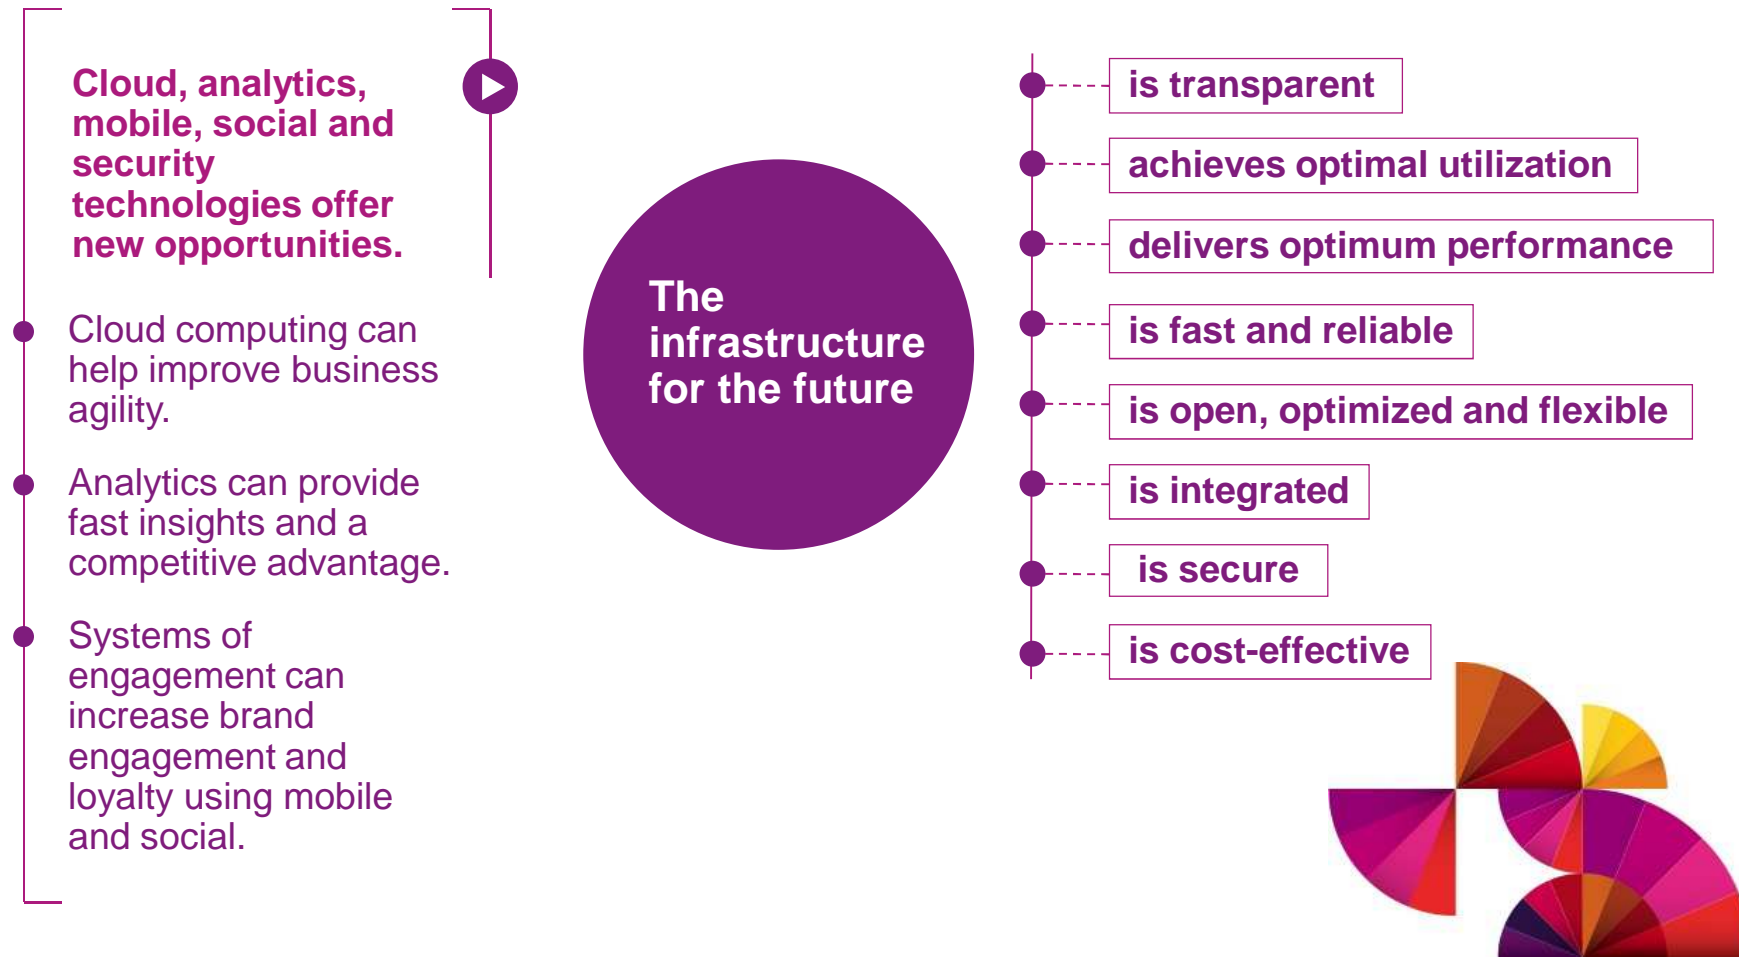 Cloud, analytics,
mobile, social and
security
technologies offer
new opportunities.
Cloud computing can
help improve business
agility.
Analytics can provide
fast insights and a
competitive advantage.
Systems of
engagement can
increase brand
engagement and
loyalty using mobile
and social.
The
infrastructure
for the future
is transparent
achieves optimal utilization
delivers optimum performance
is fast and reliable
is open, optimized and flexible
is integrated
is secure
is cost-effective